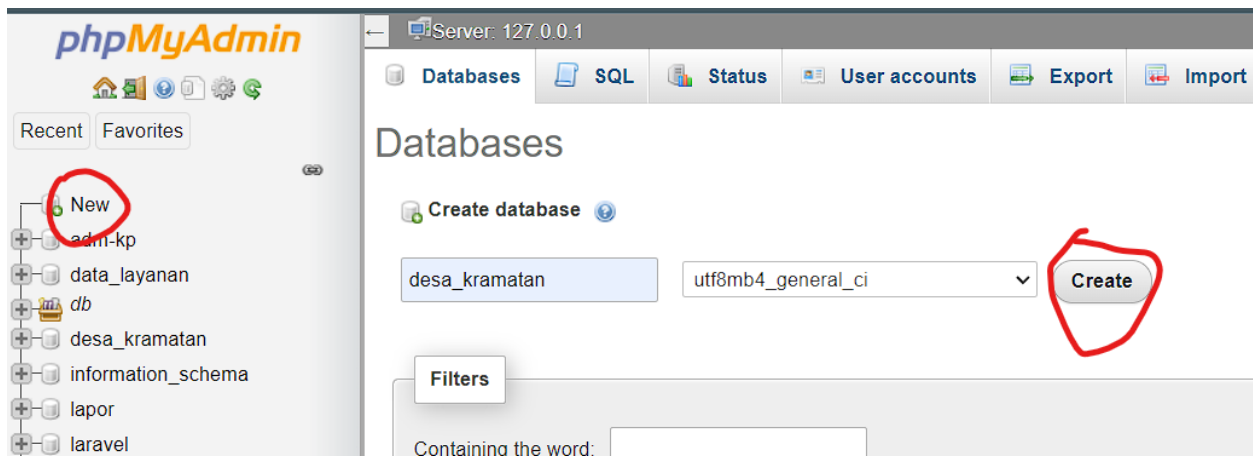 phpMyAdmin
Recent Favorites
New
adm-kp
data_layanan
db
desa_kramatan
information_schema
lapor
laravel
Server: 127.0.0.1
Databases SQL Status User accounts Export Import
Databases
Create database
desa_kramatan utf8mb4_general_ci Create
Filters
Containing the word: